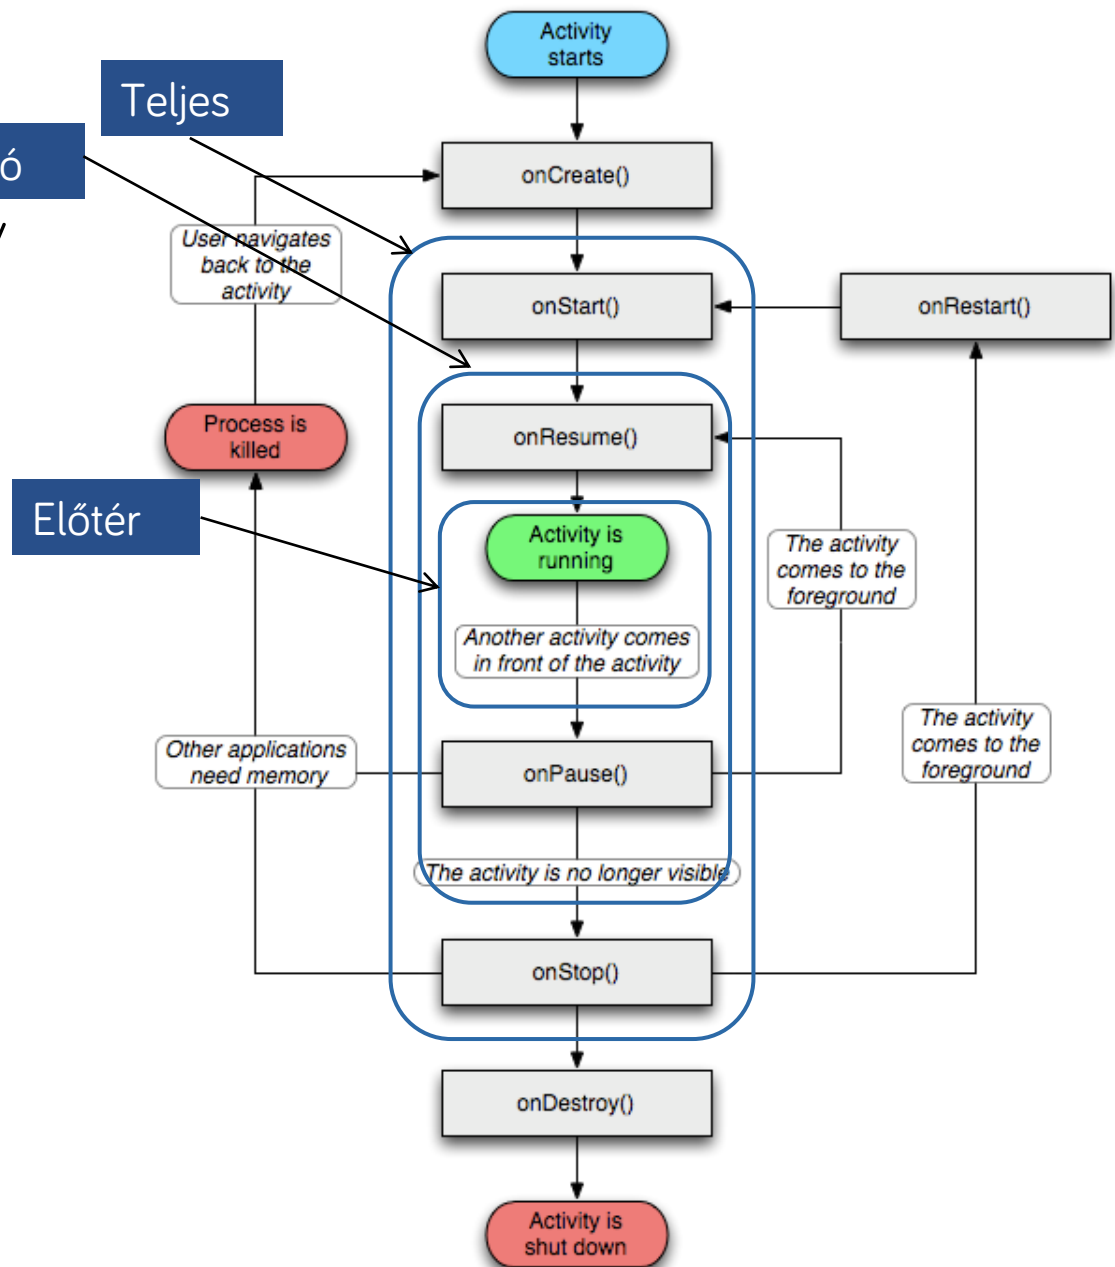 Activity
starts
Teljes
ó
onCreate()
User navigates
back to the
activity
onStart()
onRestart()
Process is
killed
onResume()
Előtér
Activity is
running
The activity
comes to the
foreground
Another activity comes
in front of the activity
The activity
comes to the
foreground
Other applications
need memory
onPause()
The activity is no longer visible
onStop()
onDestroy()
Activity is
shut down